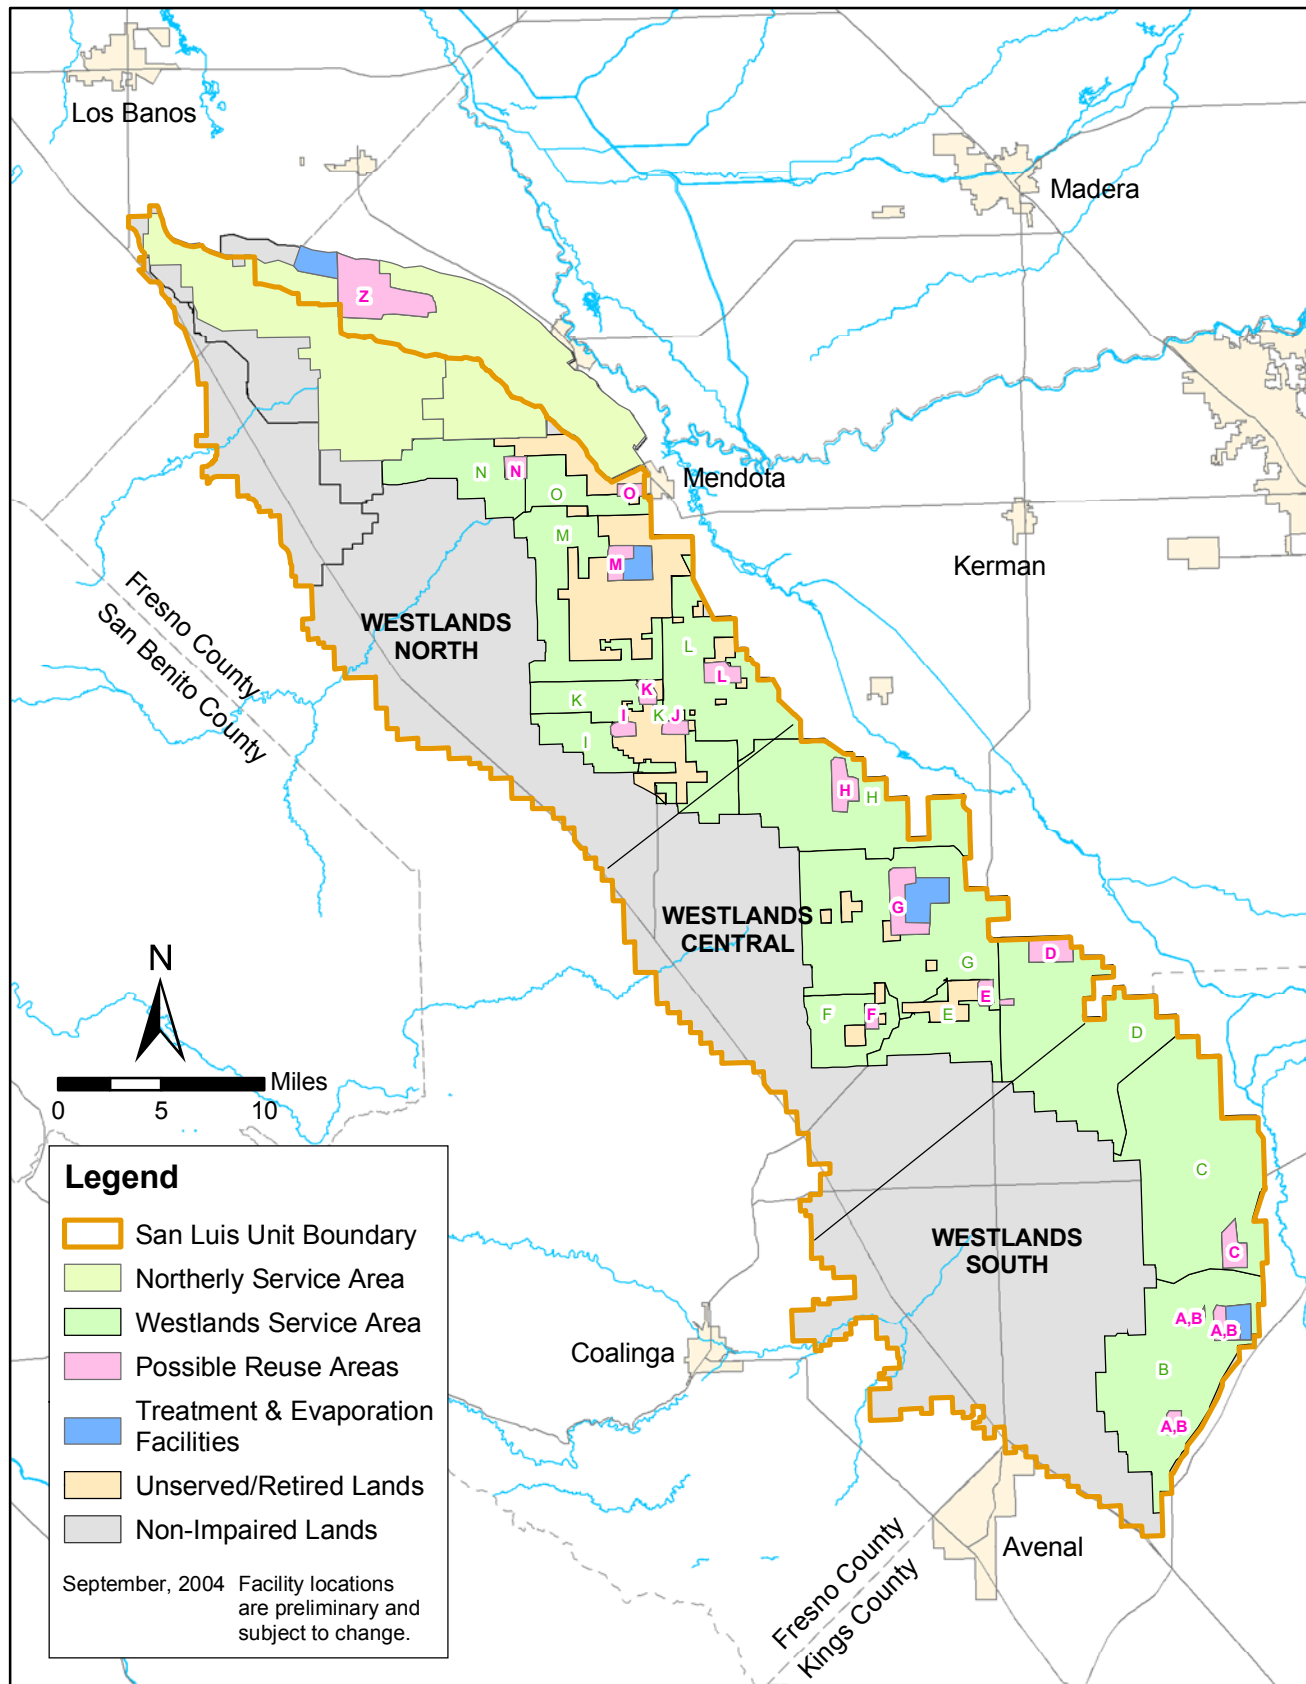 Los Banos
Madera
Z
Mendota
N
N
O
O
M
M
Kerman
Fresno County
San Benito County
WESTLANDS
NORTH
L
L
K
K
K
J
I
I
H
H
WESTLANDS
CENTRAL
G
G
D
E
E
F
F
D
N
Miles
0 5 10
C
C
WESTLANDS
SOUTH
A,B
A,B
B
A,B
Coalinga
Avenal
Fresno County
Kings County
Legend
San Luis Unit Boundary
Northerly Service Area
Westlands Service Area
Possible Reuse Areas
Treatment & Evaporation
Facilities
Unserved/Retired Lands
Non-Impaired Lands
September, 2004 Facility locations
are preliminary and
subject to change.